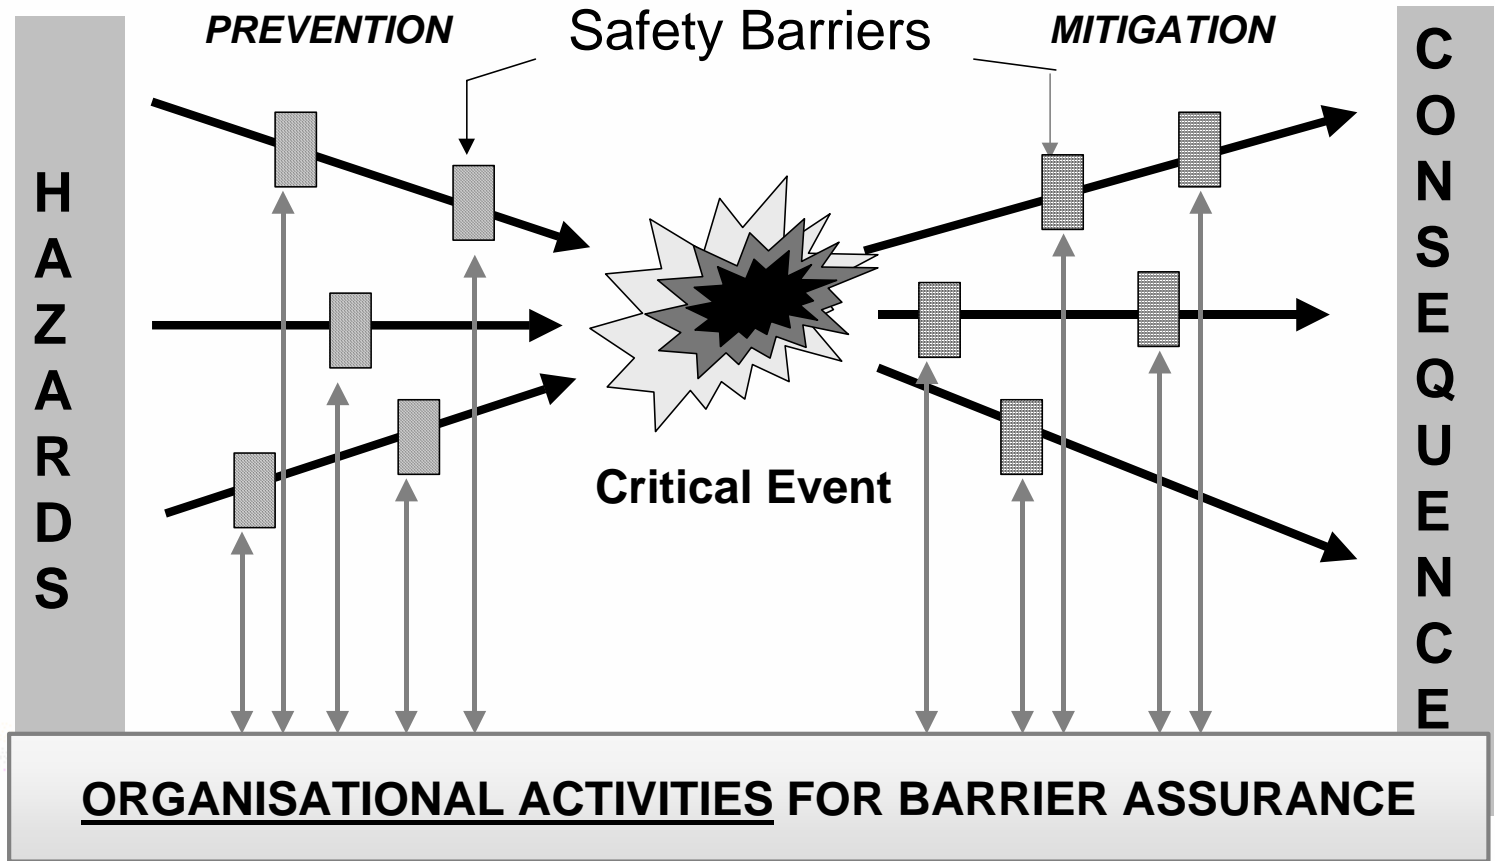 PREVENTION
Safety Barriers
MITIGATION
HAZARDS
CONSEQUENCE
Critical Event
ORGANISATIONAL ACTIVITIES FOR BARRIER ASSURANCE